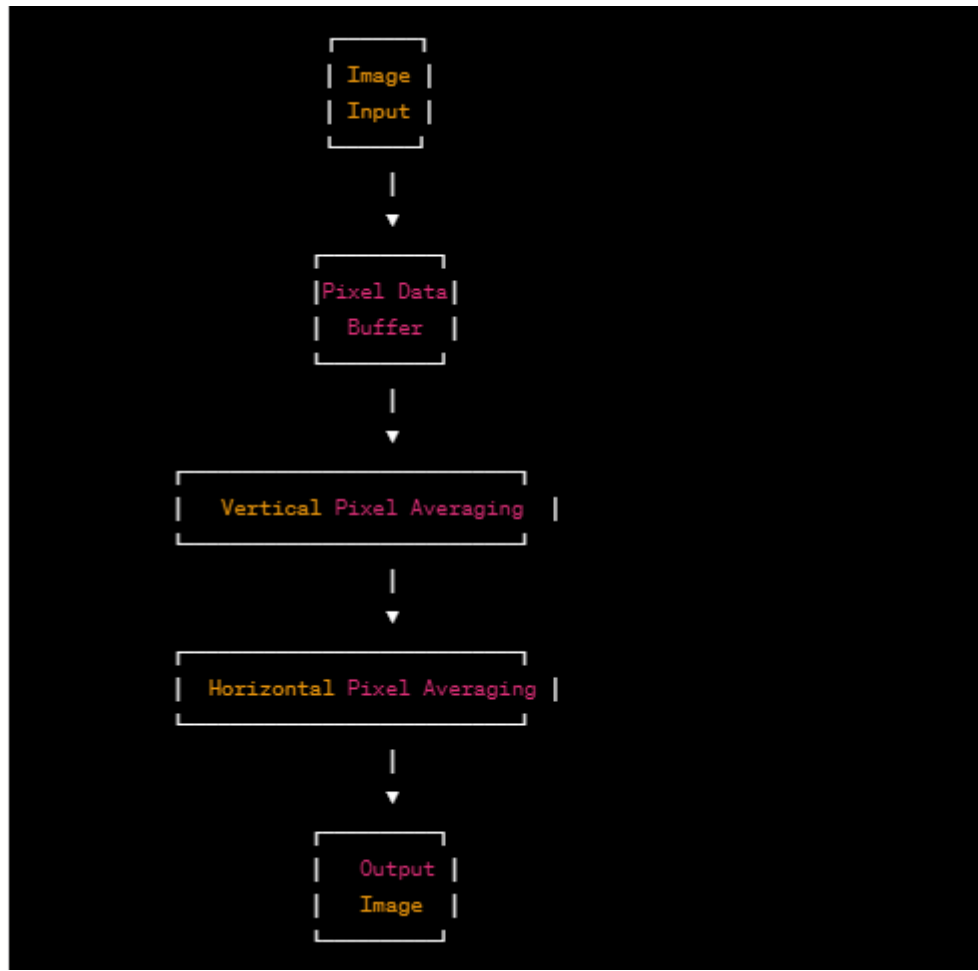 Image
Input
Pixel Data
Buffer
Vertical Pixel Averaging
Horizontal Pixel Averaging
Output
Image